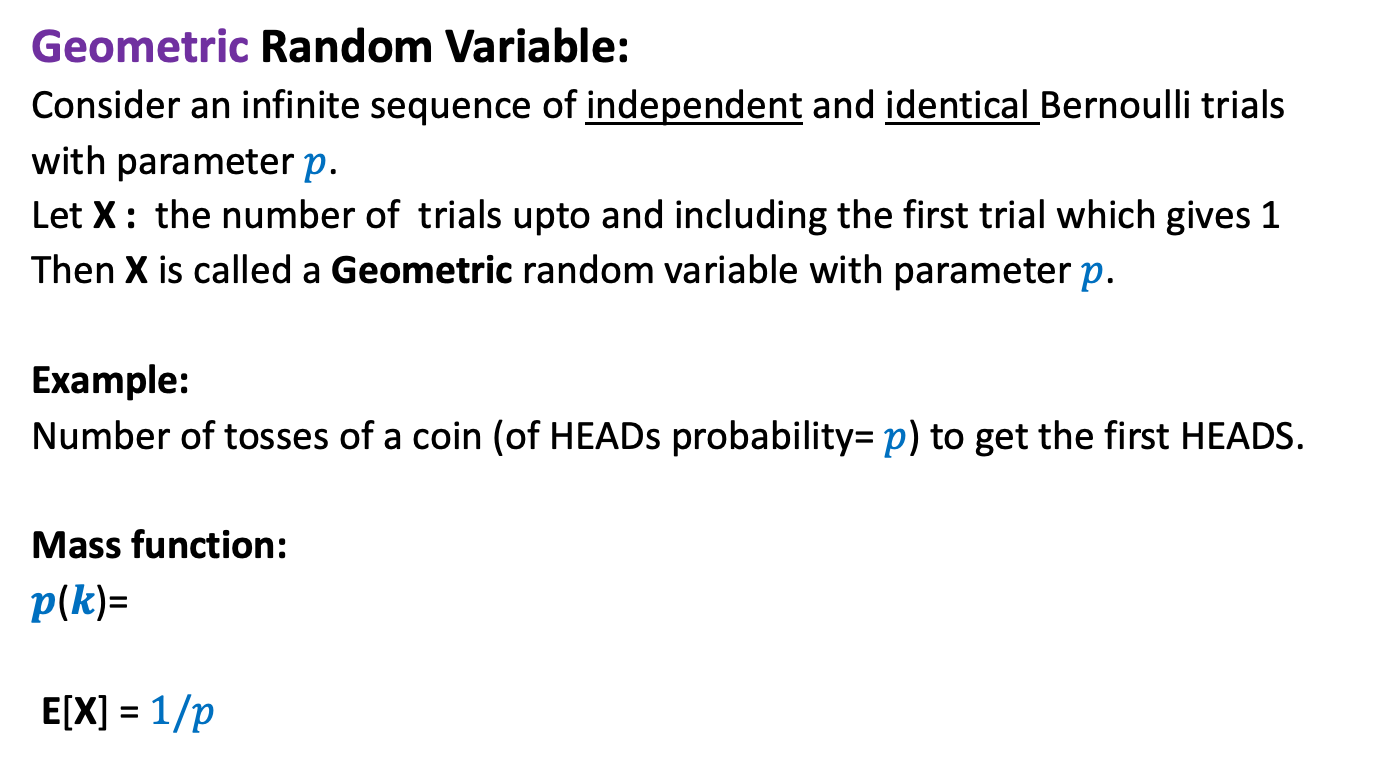 Geometric Random Variable:
Consider an infinite sequence of independent and identical Bernoulli trials
with parameter p.
Let X : the number of trials upto and including the first trial which gives 1
Then X is called a Geometric random variable with parameter p.
Example:
Number of tosses of a coin (of HEADs probability= p) to get the first HEADS.
Mass function:
p(k)=
E[X] = 1/p